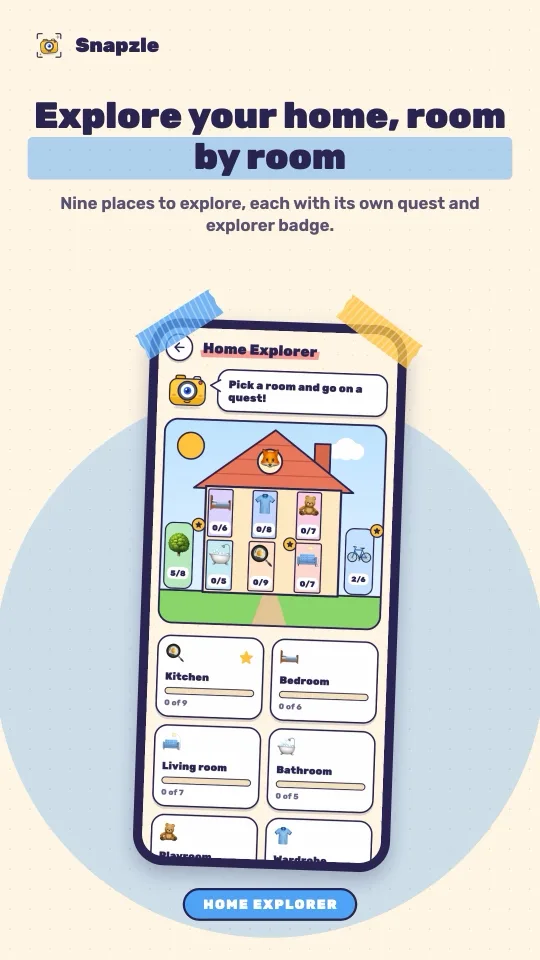 Snapzle
Explore your home, room
by room
Nine places to explore, each with its own quest and
explorer badge.
Home Explorer
Pick a room and go on a
quest!
0/6
0/8
0/7
5/8
0/5
0/9
0/7
2/6
Kitchen
0 of 9
Bedroom
0 of 6
Living room
0 of 7
Bathroom
0 of 5
Playroom
Wardrobe
HOME EXPLORER